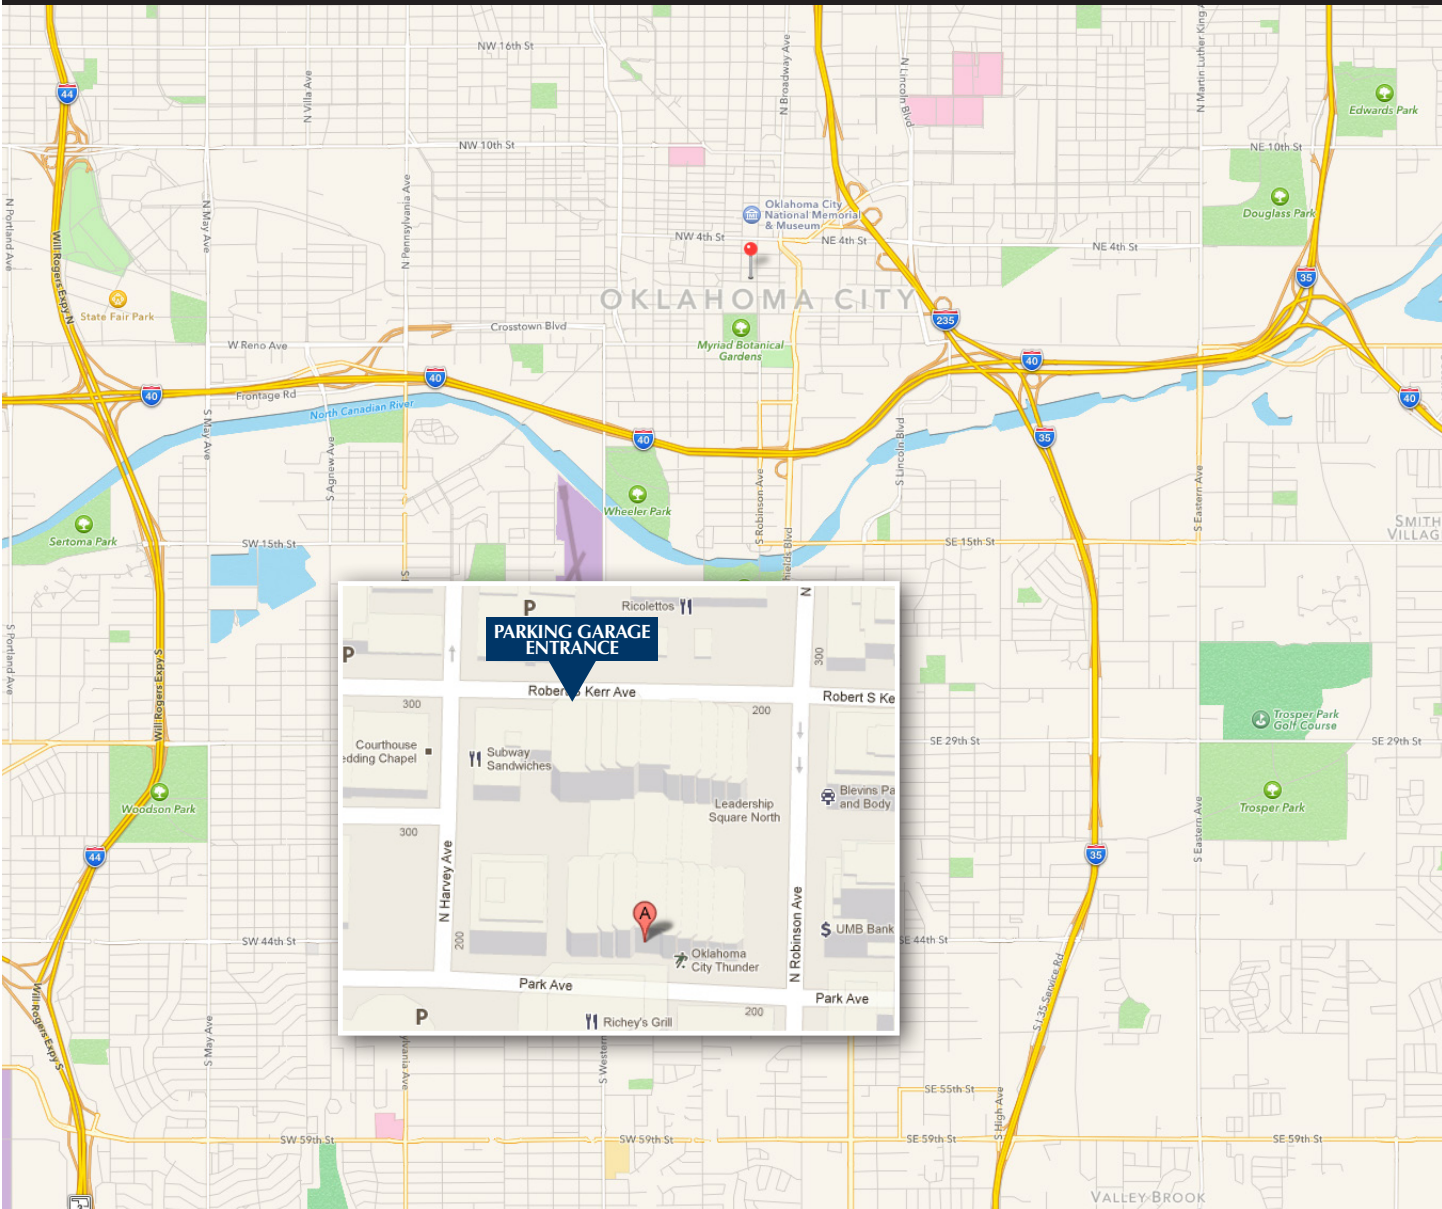 NW 16th St
N Villa Ave
N Broadway Ave
N Lincoln Blvd
N Martin Luther King
44
Edwards Park
NW 10th St
NE 10th St
N Portland Ave
N May Ave
N Pennsylvania Ave
Oklahoma City
National Memorial
& Museum
Douglass Park
NW 4th St
NE 4th St
NE 4th St
Will Rogers Expy N
35
State Fair Park
OKLAHOMA CITY
235
Crosstown Blvd
W Reno Ave
Myriad Botanical
Gardens
40
40
40
40
Frontage Rd
North Canadian River
S May Ave
S Agnew Ave
40
35
S Lincoln Blvd
S Robinson Ave
S Eastern Ave
Wheeler Park
Sertoma Park
SW 15th St
SE 15th St
SMITH
VILLAG
hields Blvd
S Portland Ave
Will Rogers Expy S
P
Ricolettos
N
PARKING GARAGE
ENTRANCE
P
300
Robert S Kerr Ave
Robert S Ke
300
200
Courthouse
edding Chapel
Subway
Sandwiches
Blevins Pa
and Body
Leadership
Square North
300
N Harvey Ave
A
N Robinson Ave
UMB Bank
200
Oklahoma
City Thunder
Park Ave
Park Ave
P
Richey's Grill
200
Trosper Park
Golf Course
SE 29th St
SE 29th St
Woodson Park
Trosper Park
S Eastern Ave
44
35
SW 44th St
SE 44th St
Will Rogers Expy S
S I 35 Service Rd
S May Ave
lvania Ave
S Western
SE 55th St
S High Ave
SW 59th St
SW 59th St
SE 59th St
SE 59th St
VALLEY BROOK